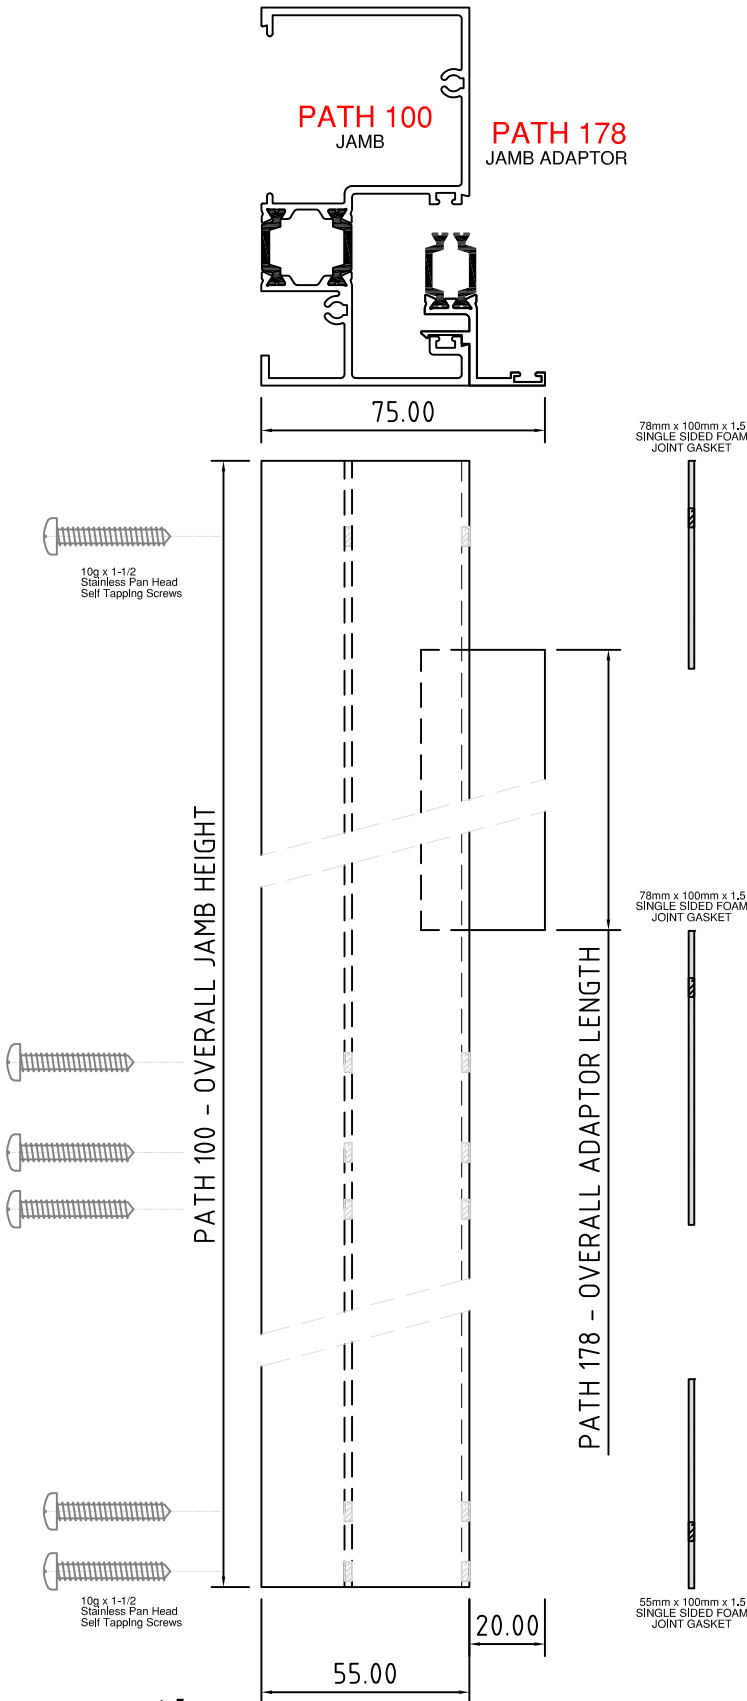 PATH 100
JAMB
PATH 178
JAMB ADAPTOR
75.00
78mm x 100mm x 1.5
SINGLE SIDED FOAM
JOINT GASKET
10g x 1-1/2
Stainless Pan Head
Self Tapping Screws
PATH 100 - OVERALL JAMB HEIGHT
78mm x 100mm x 1.5
SINGLE SIDED FOAM
JOINT GASKET
PATH 178 - OVERALL ADAPTOR LENGTH
10g x 1-1/2
Stainless Pan Head
Self Tapping Screws
55mm x 100mm x 1.5
SINGLE SIDED FOAM
JOINT GASKET
20.00
55.00